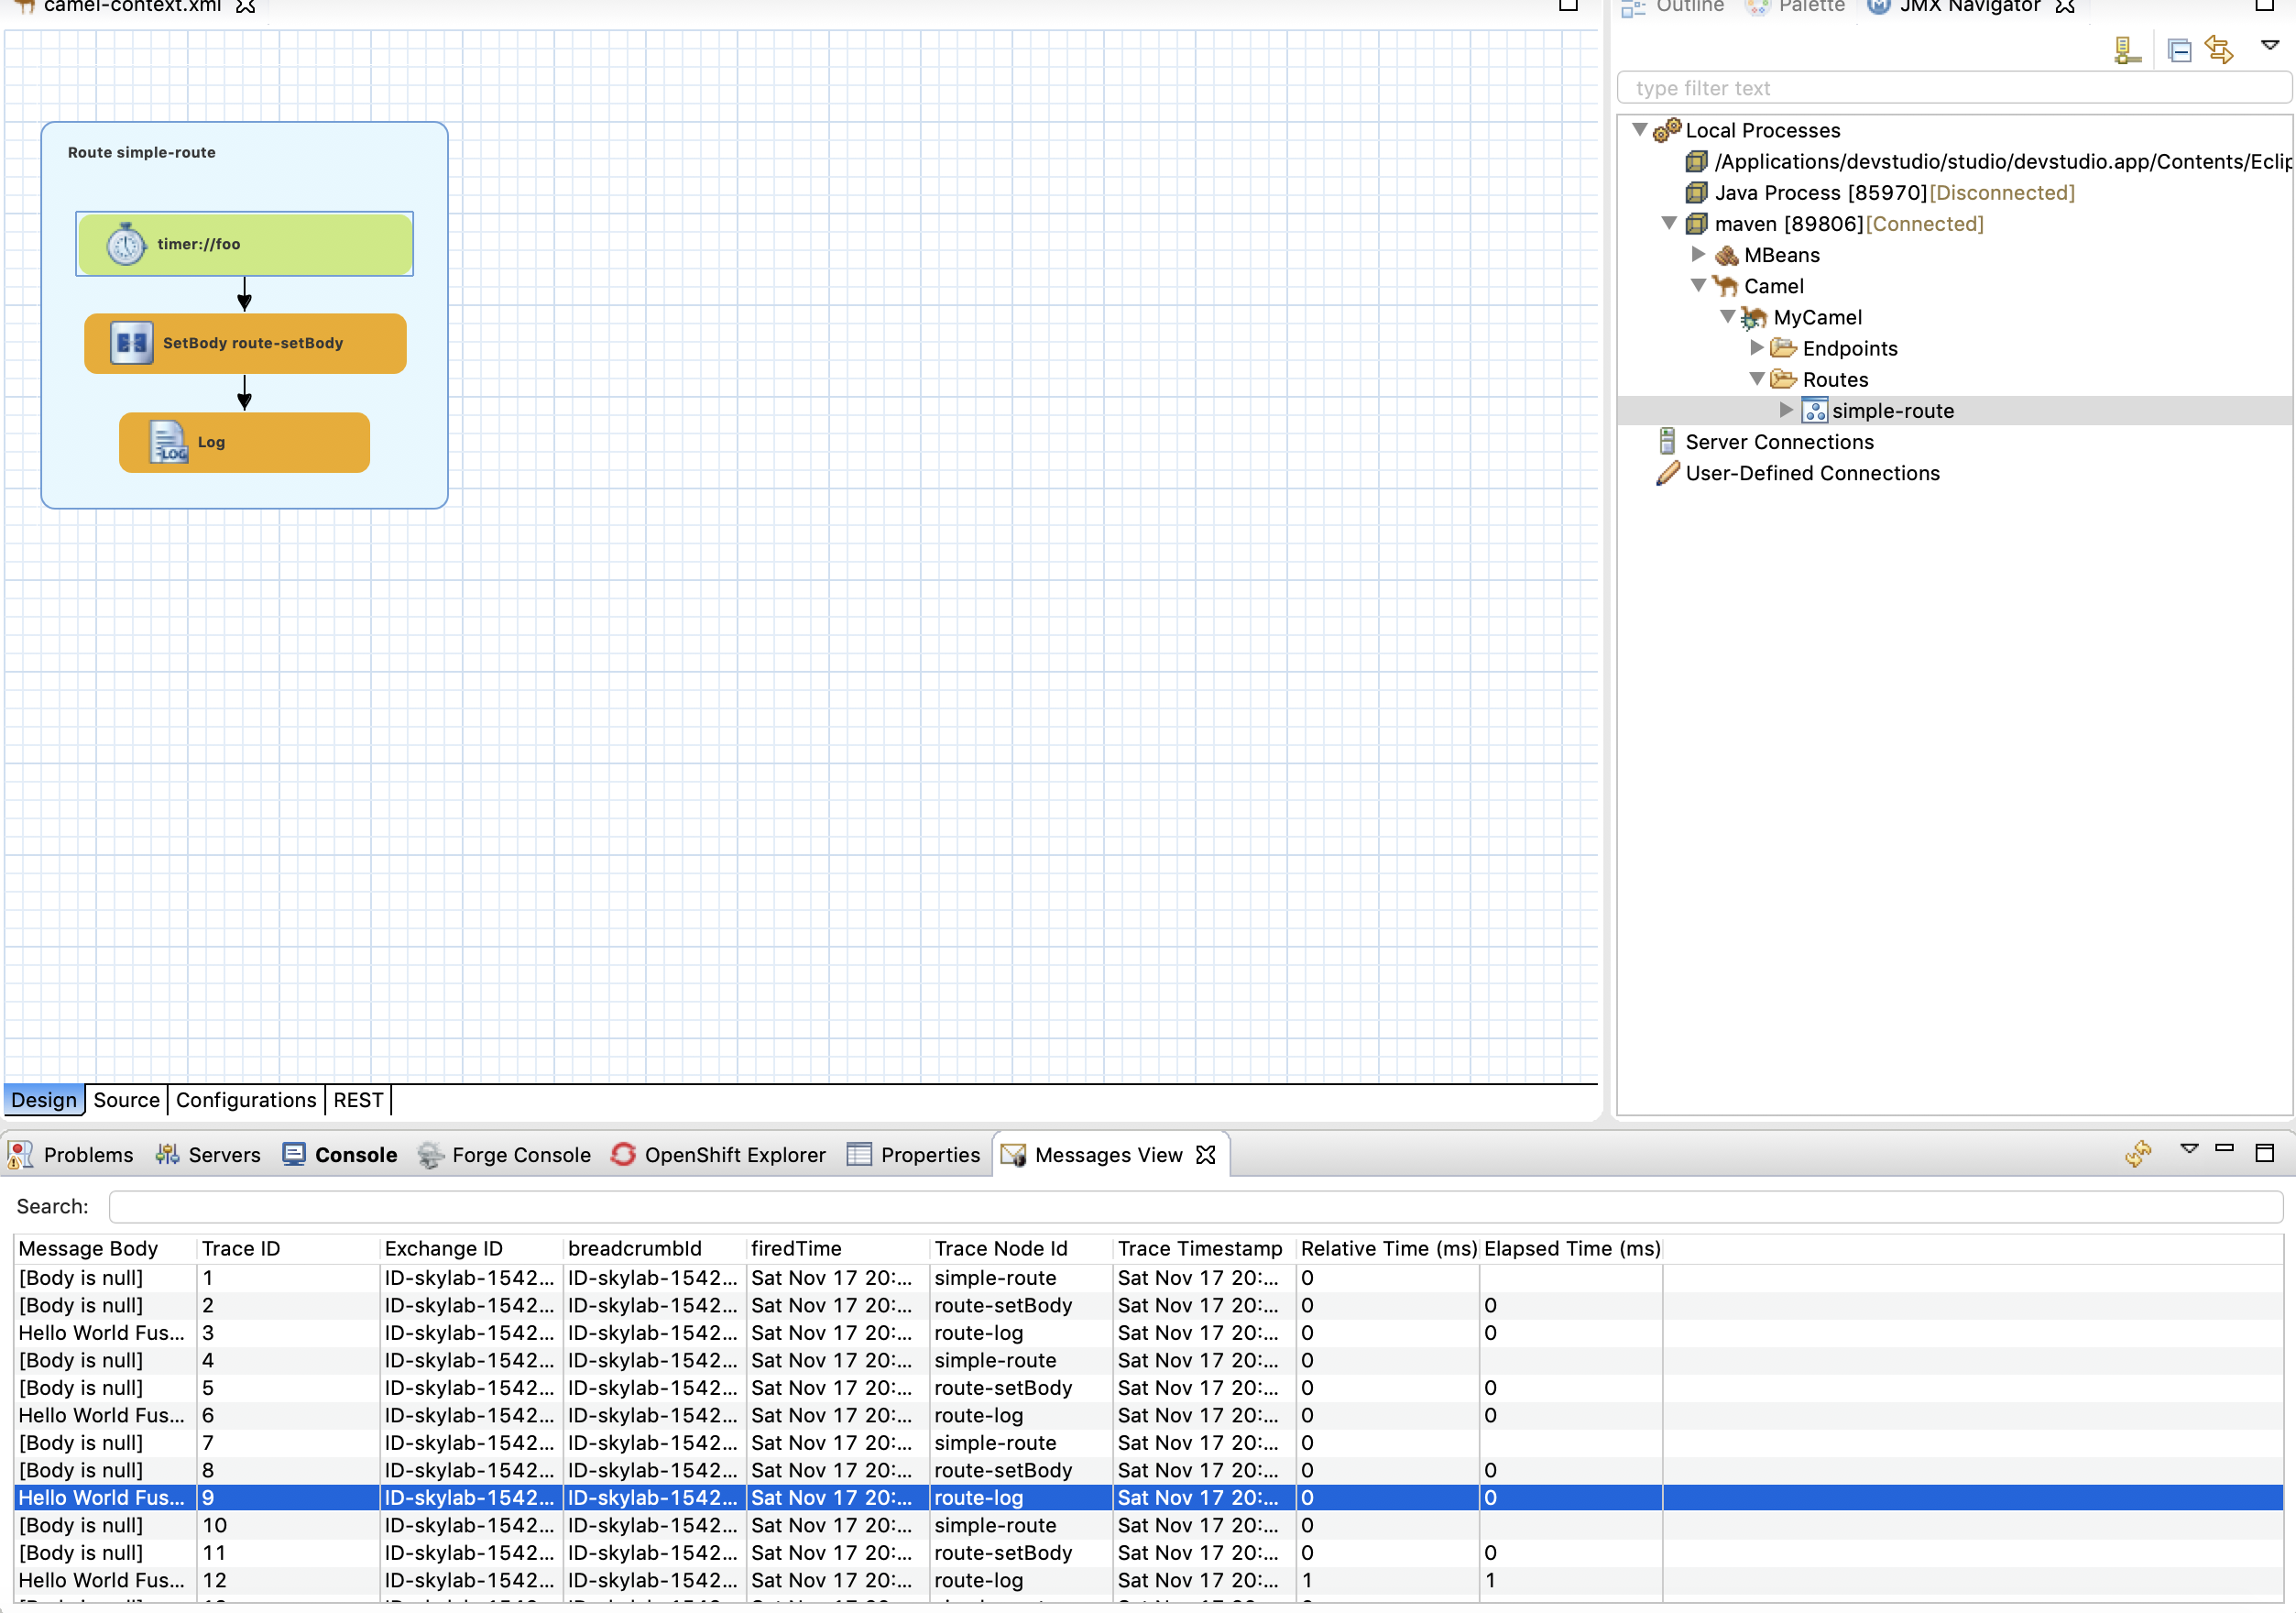 camel-context.xml
Outline Palette JMX Navigator
type filter text
Route simple-route
timer://foo
SetBody route-setBody
LOG Log
Local Processes
/Applications/devstudio/studio/devstudio.app/Contents/Eclip
Java Process [85970][Disconnected]
maven [89806][Connected]
MBeans
Camel
MyCamel
Endpoints
Routes
simple-route
Server Connections
User-Defined Connections
Design Source Configurations REST
Problems Servers Console Forge Console OpenShift Explorer Properties Messages View
Search:
Message Body Trace ID Exchange ID breadcrumbId firedTime Trace Node Id Trace Timestamp Relative Time (ms) Elapsed Time (ms)
[Body is null] 1 ID-skylab-1542... ID-skylab-1542... Sat Nov 17 20:... simple-route Sat Nov 17 20:... 0
[Body is null] 2 ID-skylab-1542... ID-skylab-1542... Sat Nov 17 20:... route-setBody Sat Nov 17 20:... 0 0
Hello World Fus... 3 ID-skylab-1542... ID-skylab-1542... Sat Nov 17 20:... route-log Sat Nov 17 20:... 0 0
[Body is null] 4 ID-skylab-1542... ID-skylab-1542... Sat Nov 17 20:... simple-route Sat Nov 17 20:... 0
[Body is null] 5 ID-skylab-1542... ID-skylab-1542... Sat Nov 17 20:... route-setBody Sat Nov 17 20:... 0 0
Hello World Fus... 6 ID-skylab-1542... ID-skylab-1542... Sat Nov 17 20:... route-log Sat Nov 17 20:... 0 0
[Body is null] 7 ID-skylab-1542... ID-skylab-1542... Sat Nov 17 20:... simple-route Sat Nov 17 20:... 0
[Body is null] 8 ID-skylab-1542... ID-skylab-1542... Sat Nov 17 20:... route-setBody Sat Nov 17 20:... 0 0
Hello World Fus... 9 ID-skylab-1542... ID-skylab-1542... Sat Nov 17 20:... route-log Sat Nov 17 20:... 0 0
[Body is null] 10 ID-skylab-1542... ID-skylab-1542... Sat Nov 17 20:... simple-route Sat Nov 17 20:... 0
[Body is null] 11 ID-skylab-1542... ID-skylab-1542... Sat Nov 17 20:... route-setBody Sat Nov 17 20:... 0 0
Hello World Fus... 12 ID-skylab-1542... ID-skylab-1542... Sat Nov 17 20:... route-log Sat Nov 17 20:... 1 1